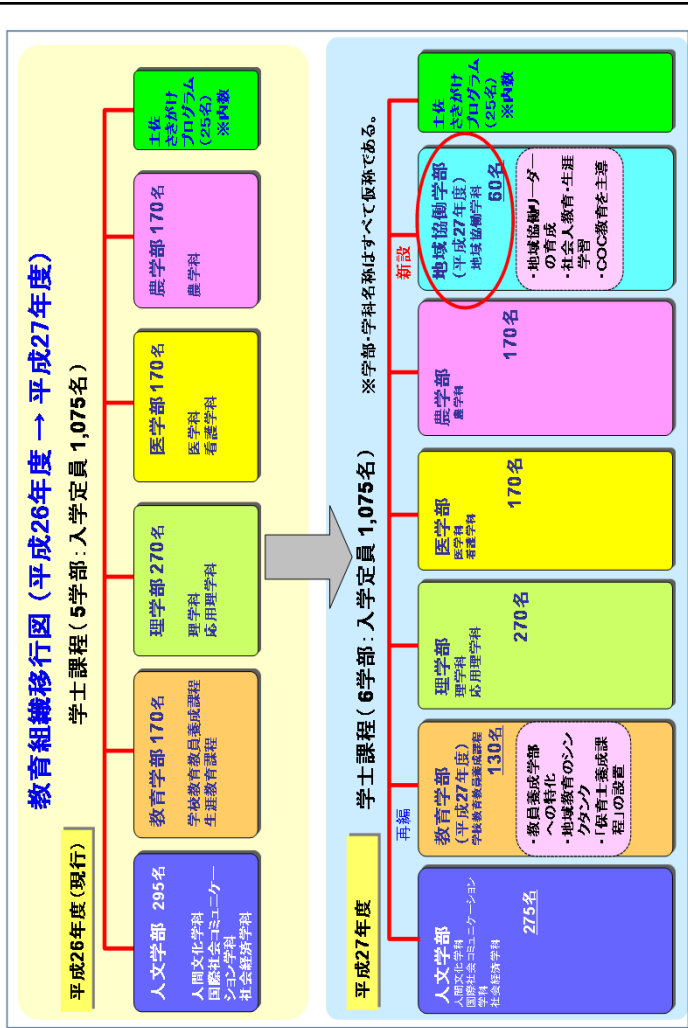 教育組織移行図（平成26年度 → 平成27年度）
平成26年度（現行）
学士課程（５学部：入学定員 1,075名）
人文学部 295名
人間文化学科
国際社会コミュニケー
ション学科
社会経済学科
教育学部 170名
学校教育教員養成課程
生涯教育課程
理学部 270名
理学科
応用理学科
医学部 170名
医学科
看護学科
農学部 170名
農学科
土佐
さきがけ
プログラム
（25名）
※内数
平成27年度
学士課程（６学部：入学定員 1,075名）
※学部・学科名称はすべて仮称である。
人文学部
人間文化学科
国際社会コミュニケーション
学科
社会経済学科
275名
再編
教育学部
（平成27年度）
学校教育教員養成課程
130名
・教員養成学部
への特化
・地域教育のシン
クタンク
・「保育士養成課
程」の設置
理学部
理学科
応用理学科
270名
医学部
医学科
看護学科
170名
農学部
農学科
170名
新設
地域協働学部
（平成27年度）
地域協働学科
60名
・地域協働リーダー
の育成
・社会人教育・生涯
学習
・COC教育を主導
土佐
さきがけ
プログラム
（25名）
※内数